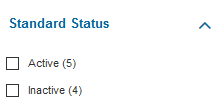 Standard Status
Active (5)
Inactive (4)